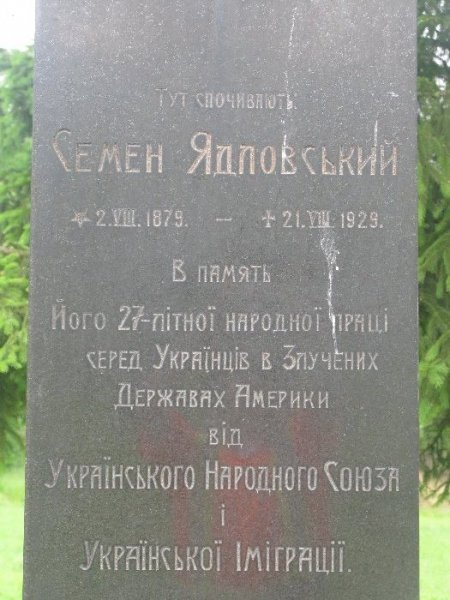 Тут спочивають:
Семен Ядловський
☆ 2. VIII. 1879. — ✝ 21. VIII. 1929.
В память
Його 27-літної народної праці
серед Українців в Злучених
Державах Америки
від
Українського Народного Союза
і
Української Іміграції.